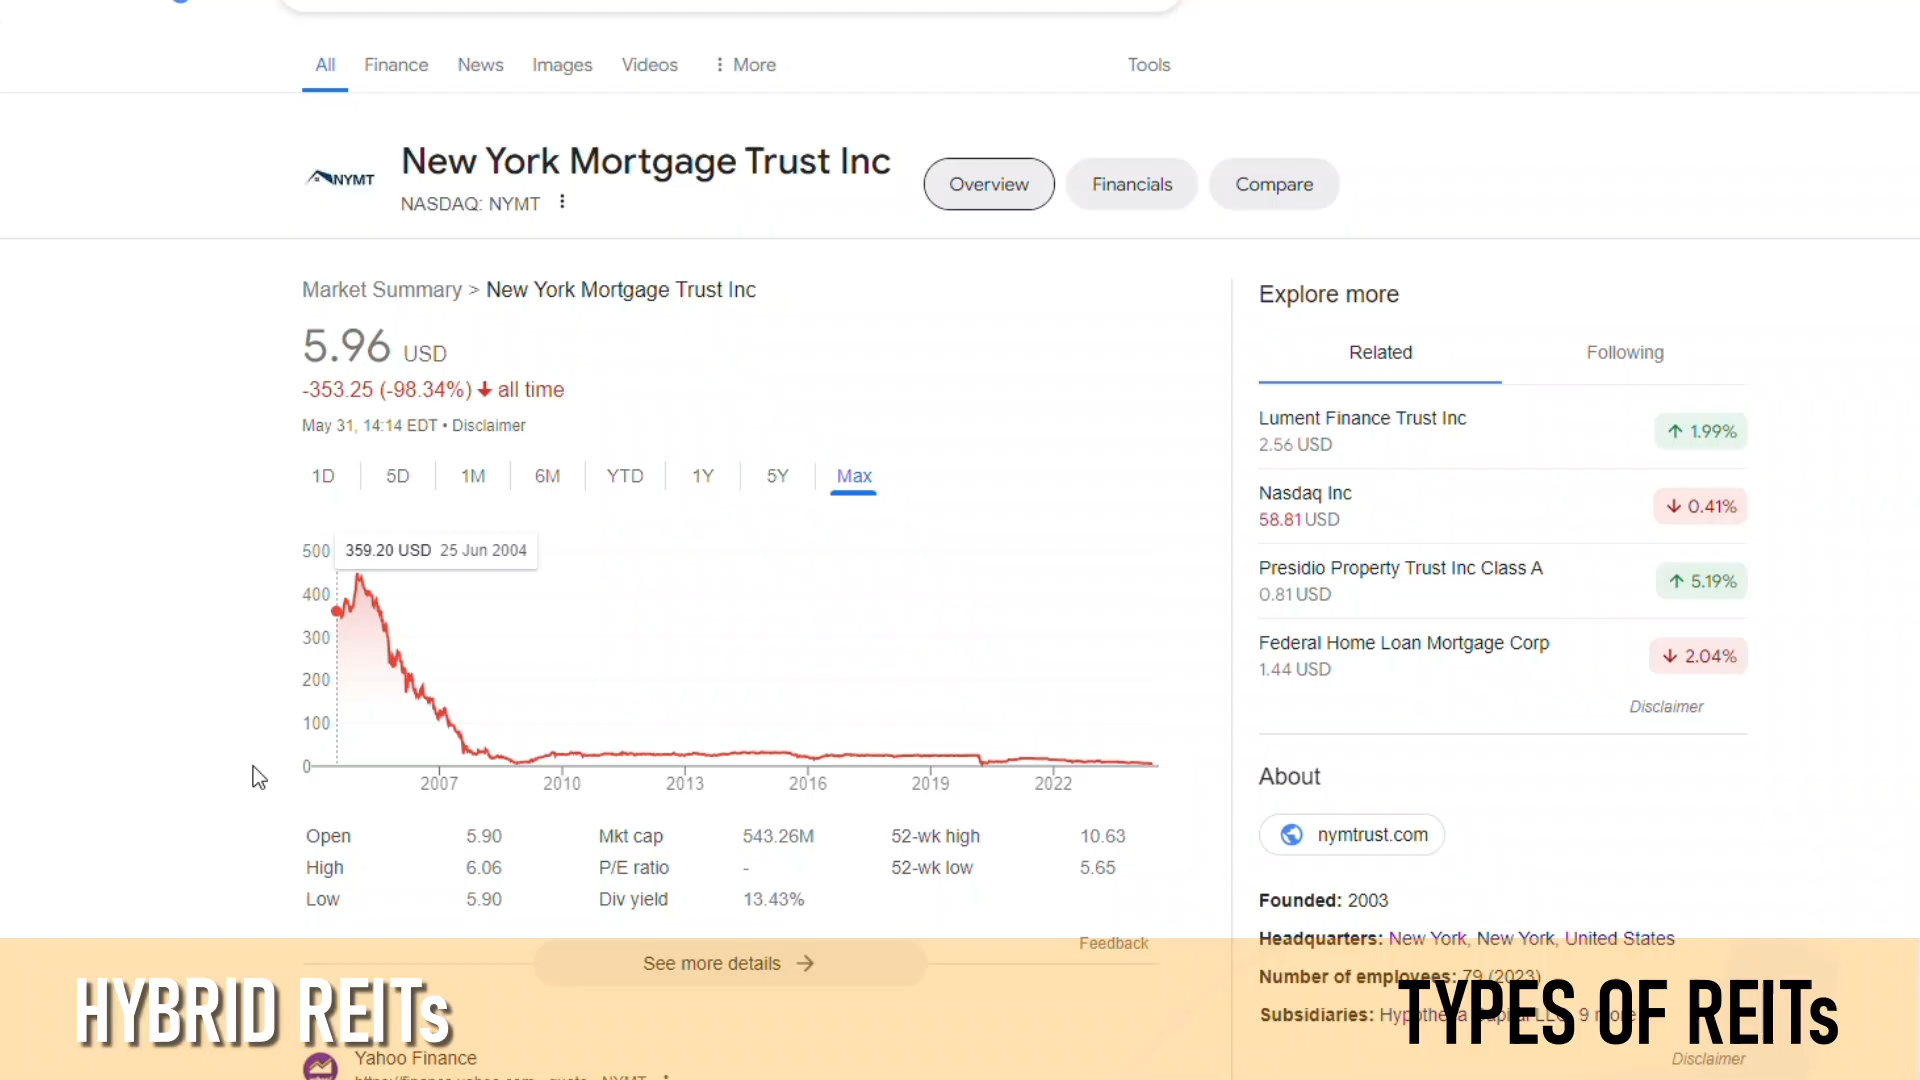 All Finance News Images Videos More Tools
NYMT
New York Mortgage Trust Inc
NASDAQ: NYMT
Overview Financials Compare
Market Summary > New York Mortgage Trust Inc
5.96 USD
-353.25 (-98.34%) all time
May 31, 14:14 EDT • Disclaimer
1D 5D 1M 6M YTD 1Y 5Y Max
359.20 USD 25 Jun 2004
500
400
300
200
100
0
2007 2010 2013 2016 2019 2022
Open 5.90 Mkt cap 543.26M 52-wk high 10.63
High 6.06 P/E ratio - 52-wk low 5.65
Low 5.90 Div yield 13.43%
Feedback
See more details
Yahoo Finance
Explore more
Related Following
Lument Finance Trust Inc
2.56 USD
1.99%
Nasdaq Inc
58.81 USD
0.41%
Presidio Property Trust Inc Class A
0.81 USD
5.19%
Federal Home Loan Mortgage Corp
1.44 USD
2.04%
Disclaimer
About
nymtrust.com
Founded: 2003
Headquarters: New York, New York, United States
Number of employees: 79 (2023)
Subsidiaries:
Disclaimer
HYBRID REITs
TYPES OF REITs